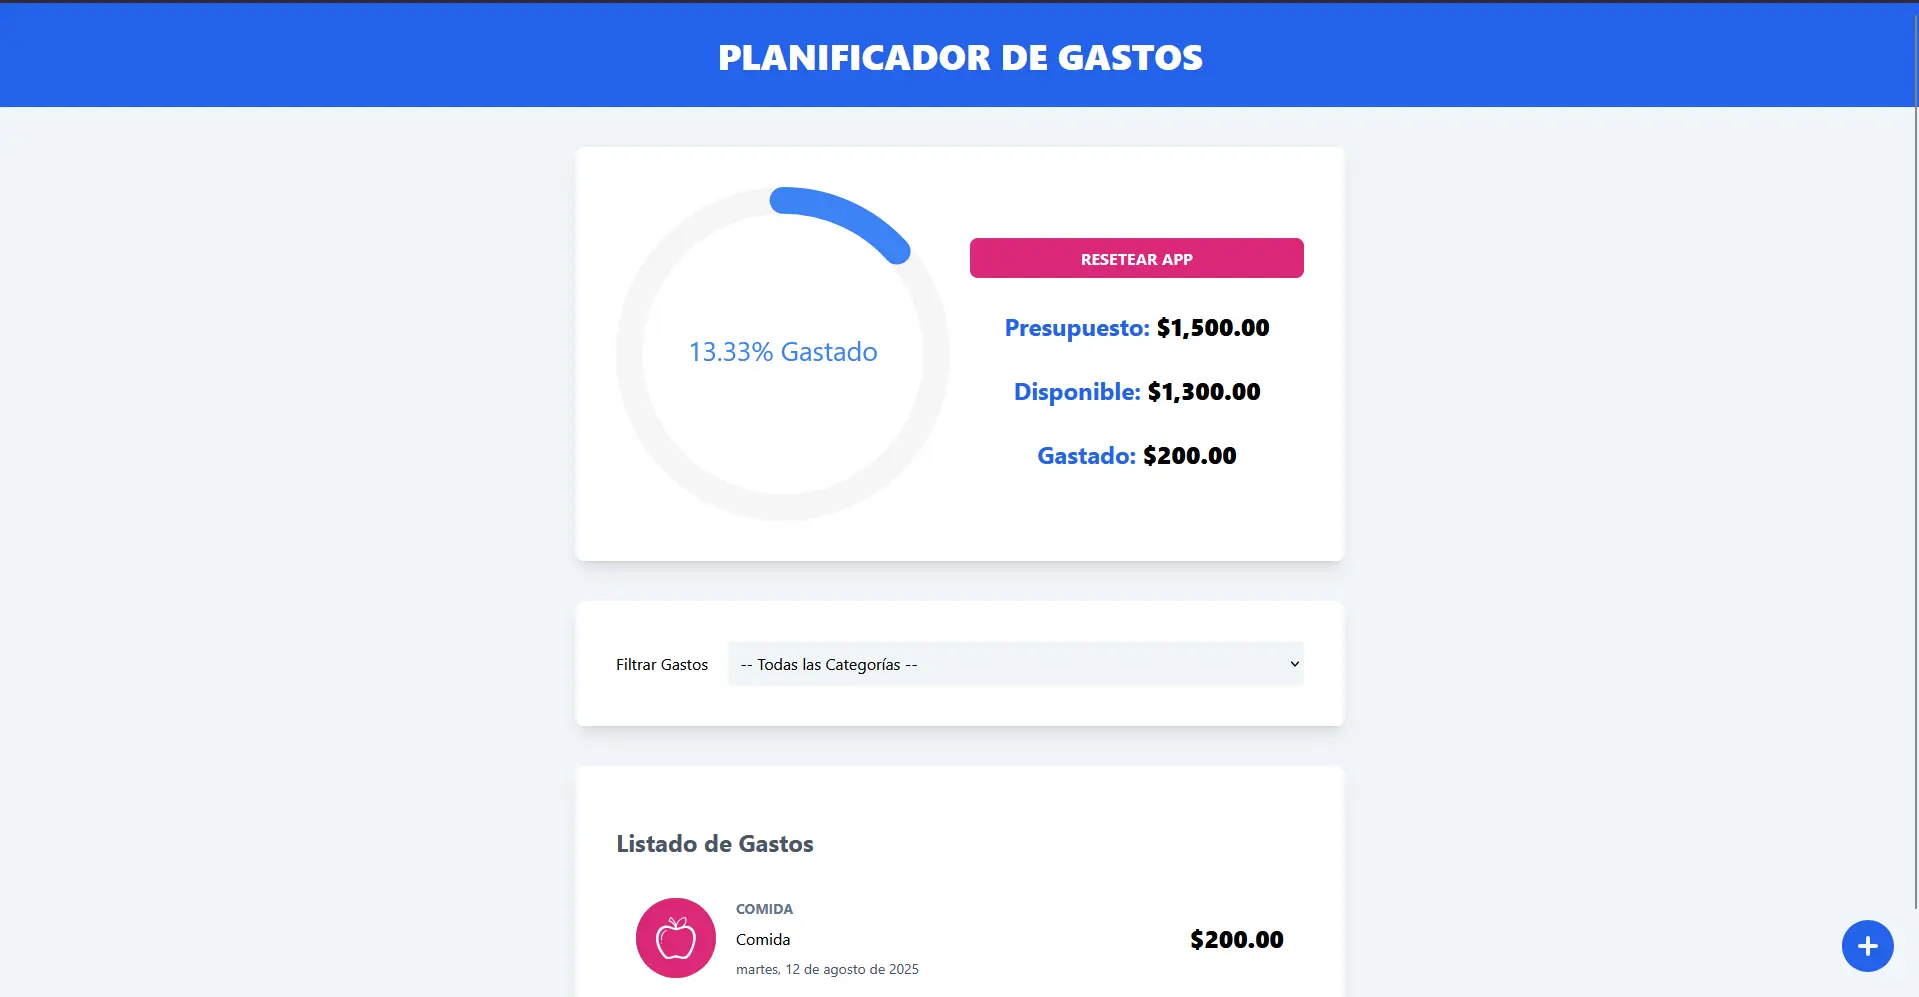 PLANIFICADOR DE GASTOS
13.33% Gastado
RESETEAR APP
Presupuesto: $1,500.00
Disponible: $1,300.00
Gastado: $200.00
Filtrar Gastos
-- Todas las Categorías --
Listado de Gastos
COMIDA
Comida
$200.00
martes, 12 de agosto de 2025